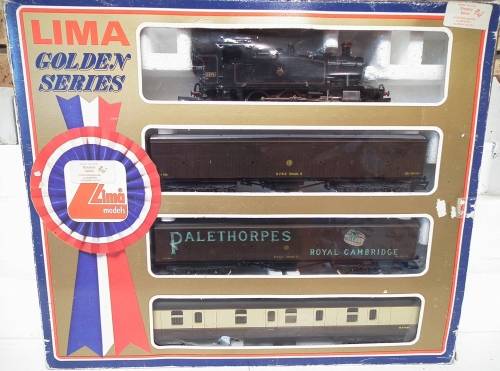 LIMA
GOLDEN
SERIES
Lima
models
PALETHORPES
ROYAL CAMBRIDGE